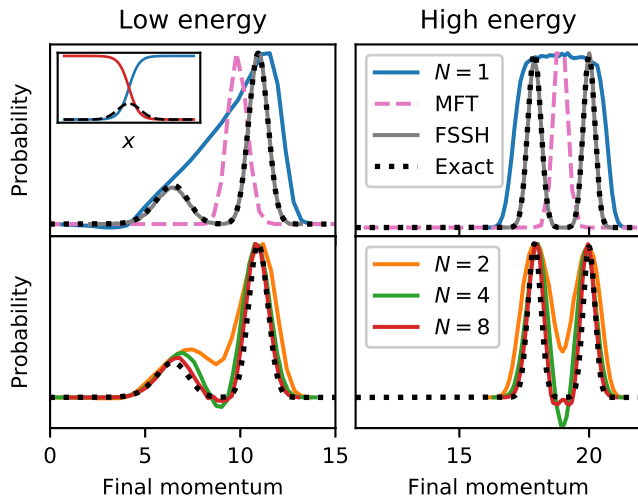 Low energy
High energy
Probability
x
N = 1
MFT
FSSH
Exact
Probability
N = 2
N = 4
N = 8
0 5 10 15
15 20
Final momentum
Final momentum